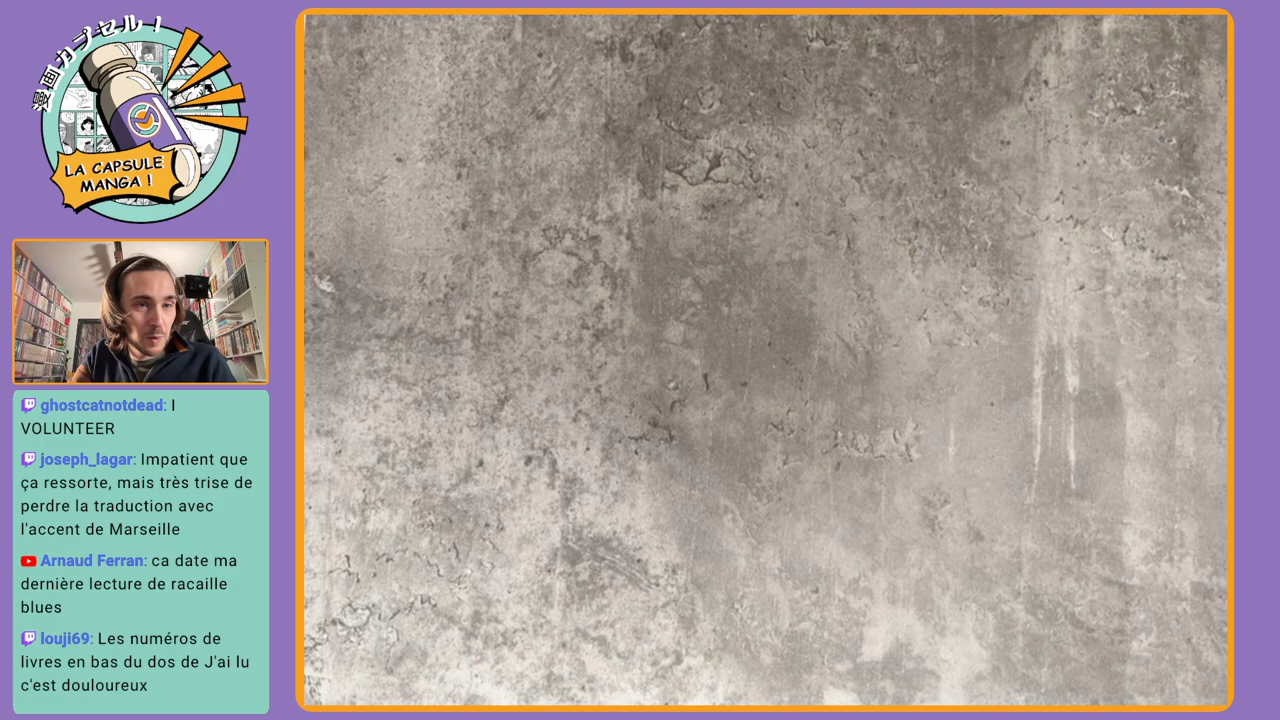 漫画カプセル！
LA CAPSULE
MANGA !
ghostcatnotdead: I
VOLUNTEER
joseph_lagar: Impatient que
ça ressorte, mais très trise de
perdre la traduction avec
l'accent de Marseille
Arnaud Ferran: ca date ma
dernière lecture de racaille
blues
louji69: Les numéros de
livres en bas du dos de J'ai lu
c'est douloureux